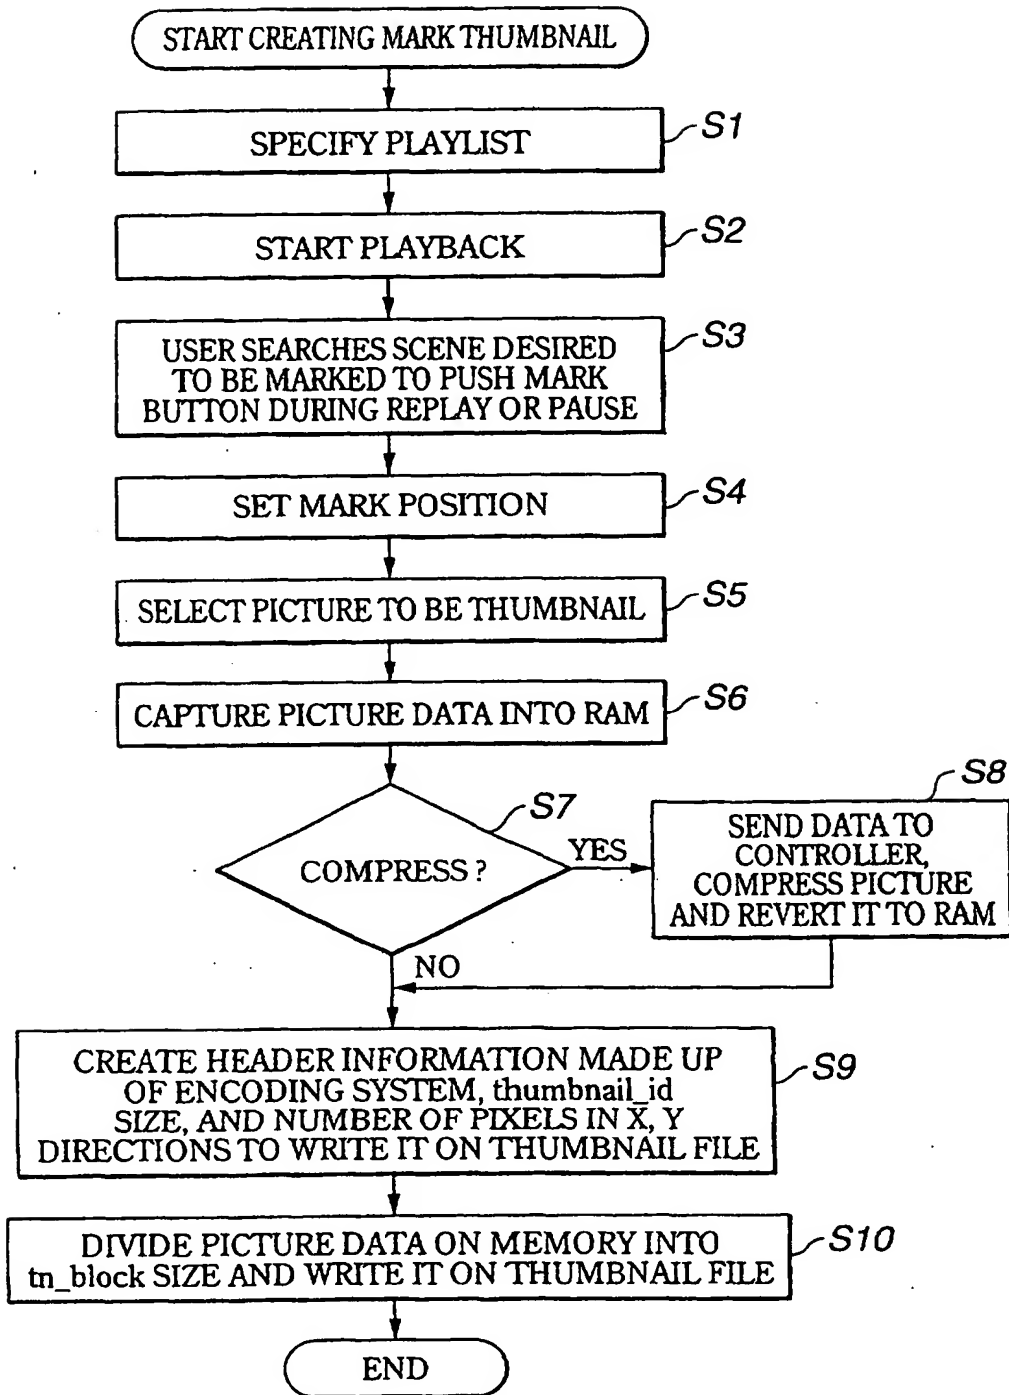 START CREATING MARK THUMBNAIL
SPECIFY PLAYLIST
S1
START PLAYBACK
S2
USER SEARCHES SCENE DESIRED
TO BE MARKED TO PUSH MARK
BUTTON DURING REPLAY OR PAUSE
S3
SET MARK POSITION
S4
SELECT PICTURE TO BE THUMBNAIL
S5
CAPTURE PICTURE DATA INTO RAM
S6
COMPRESS ?
S7
YES
SEND DATA TO
CONTROLLER,
COMPRESS PICTURE
AND REVERT IT TO RAM
S8
NO
CREATE HEADER INFORMATION MADE UP
OF ENCODING SYSTEM, thumbnail_id
SIZE, AND NUMBER OF PIXELS IN X, Y
DIRECTIONS TO WRITE IT ON THUMBNAIL FILE
S9
DIVIDE PICTURE DATA ON MEMORY INTO
tn_block SIZE AND WRITE IT ON THUMBNAIL FILE
S10
END